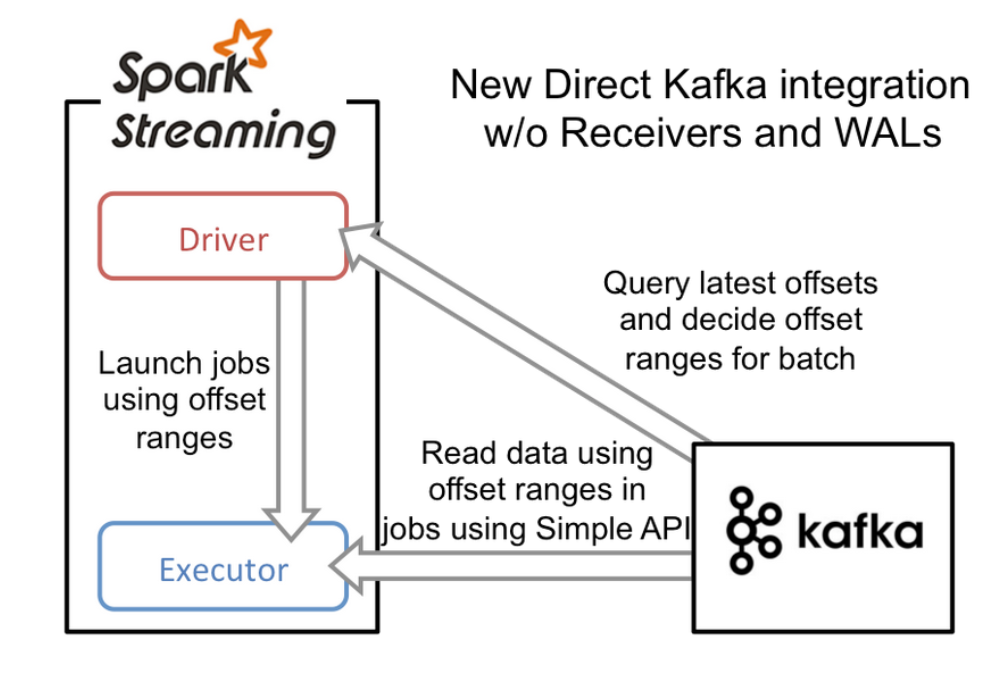 Spark
Streaming
New Direct Kafka integration
w/o Receivers and WALs
Driver
Query latest offsets
and decide offset
ranges for batch
Launch jobs
using offset
ranges
Read data using
offset ranges in
jobs using Simple API
kafka
Executor